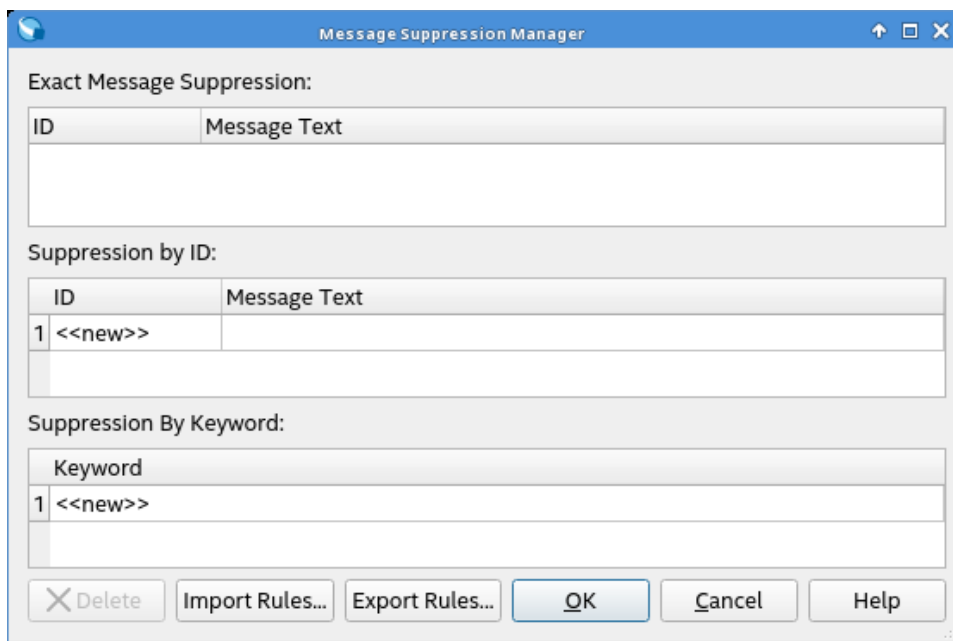 Message Suppression Manager
Exact Message Suppression:
ID Message Text
Suppression by ID:
ID Message Text
1 <<new>>
Suppression By Keyword:
Keyword
1 <<new>>
Delete Import Rules... Export Rules... OK Cancel Help